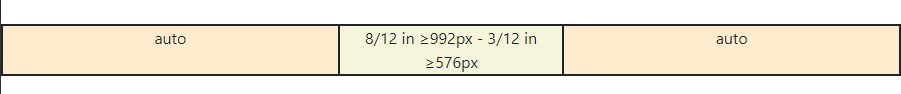 auto
8/12 in ≥992px - 3/12 in
≥576px
auto